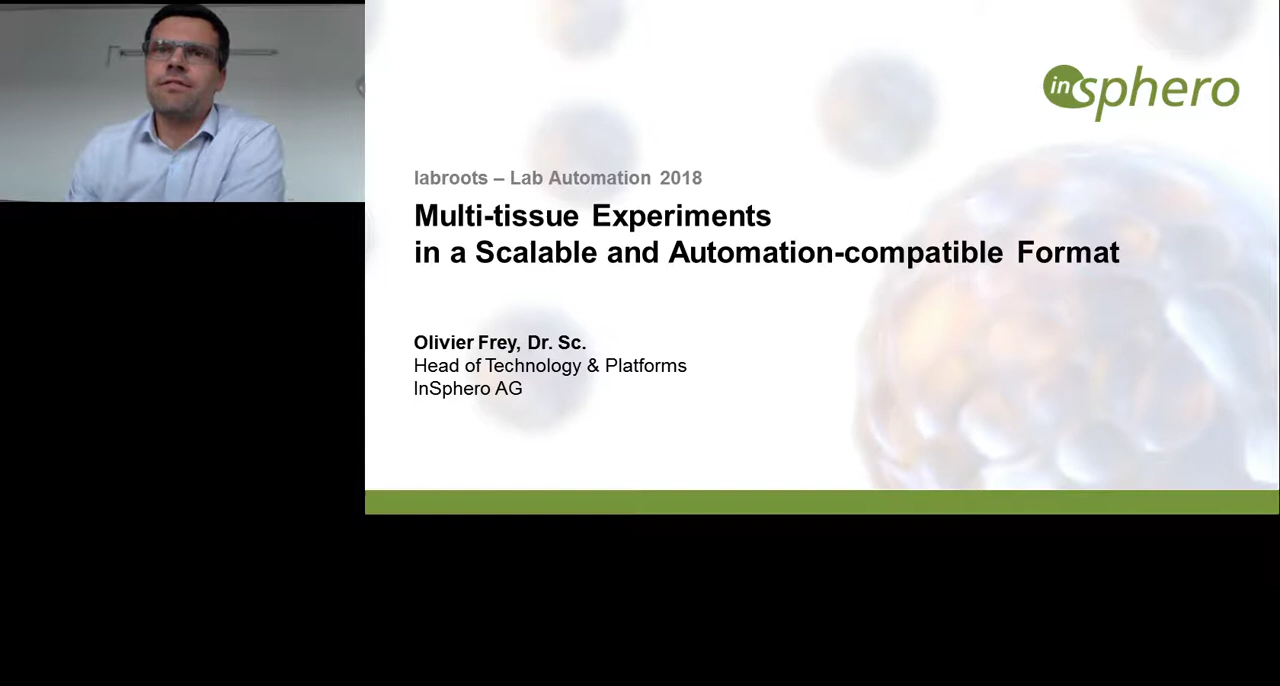 insphero
labroots – Lab Automation 2018
Multi-tissue Experiments
in a Scalable and Automation-compatible Format
Olivier Frey, Dr. Sc.
Head of Technology & Platforms
InSphero AG